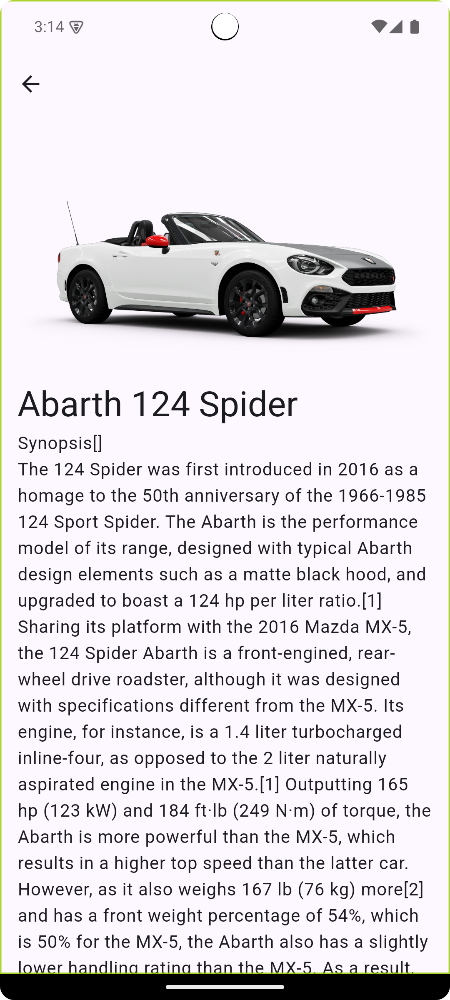 3:14
Abarth 124 Spider
Synopsis[]
The 124 Spider was first introduced in 2016 as a
homage to the 50th anniversary of the 1966-1985
124 Sport Spider. The Abarth is the performance
model of its range, designed with typical Abarth
design elements such as a matte black hood, and
upgraded to boast a 124 hp per liter ratio.[1]
Sharing its platform with the 2016 Mazda MX-5,
the 124 Spider Abarth is a front-engined, rear-
wheel drive roadster, although it was designed
with specifications different from the MX-5. Its
engine, for instance, is a 1.4 liter turbocharged
inline-four, as opposed to the 2 liter naturally
aspirated engine in the MX-5.[1] Outputting 165
hp (123 kW) and 184 ft·lb (249 N·m) of torque, the
Abarth is more powerful than the MX-5, which
results in a higher top speed than the latter car.
However, as it also weighs 167 lb (76 kg) more[2]
and has a front weight percentage of 54%, which
is 50% for the MX-5, the Abarth also has a slightly
lower handling rating than the MX-5. As a result,